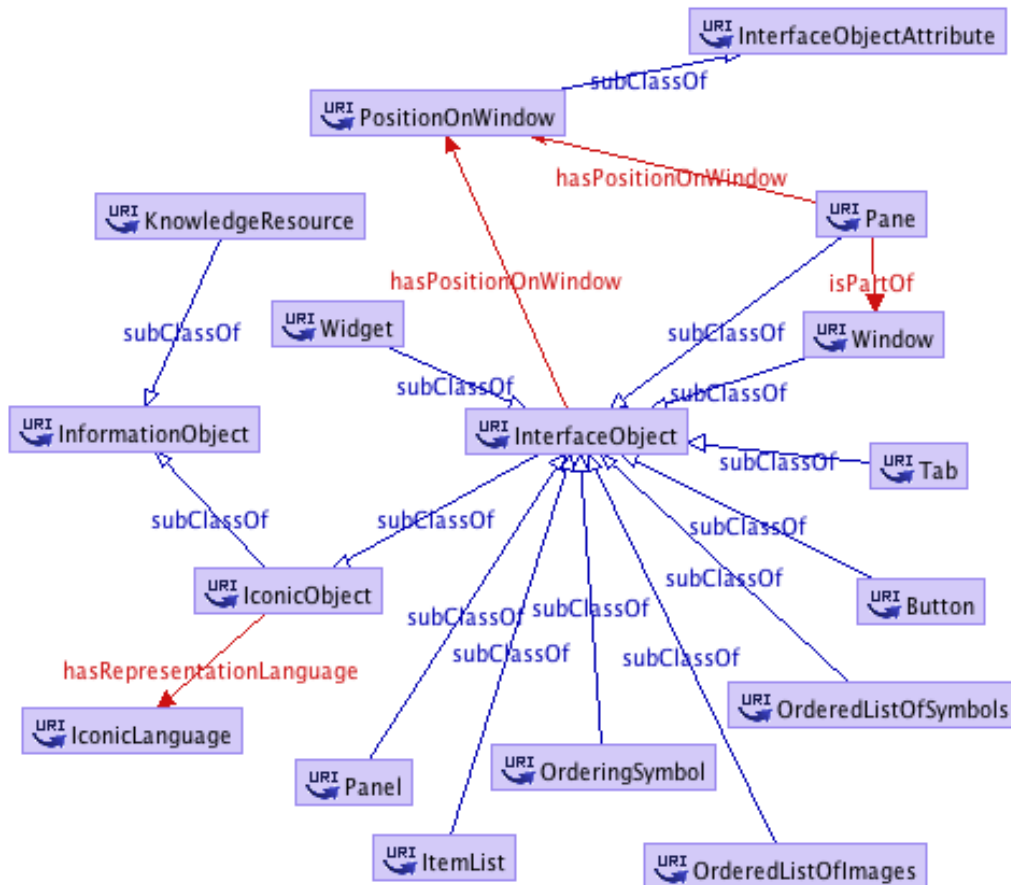 URI InterfaceObjectAttribute
subClassOf
URI PositionOnWindow
hasPositionOnWindow
URI KnowledgeResource
URI Pane
hasPositionOnWindow
isPartOf
URI Widget
URI Window
subClassOf
subClassOf
subClassOf
subClassOf
URI InformationObject
URI InterfaceObject
subClassOf
URI Tab
subClassOf
subClassOf
subClassOf
URI IconicObject
subClassOf
URI Button
subClassOf
subClassOf
subClassOf
subClassOf
hasRepresentationLanguage
URI OrderedListOfSymbols
URI IconicLanguage
URI OrderingSymbol
URI Panel
URI ItemList
URI OrderedListOfImages